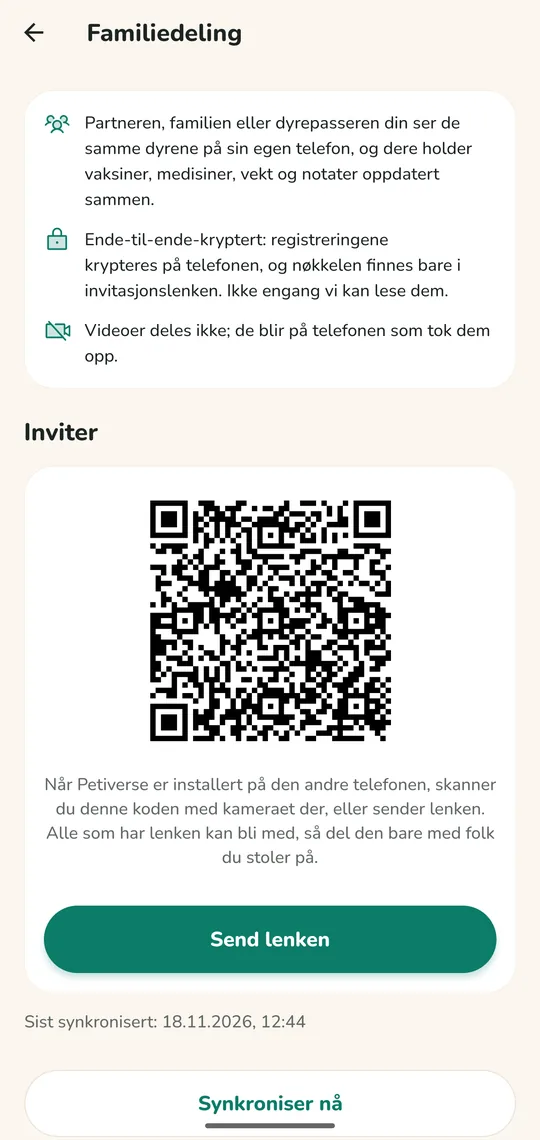 Familiedeling
Partneren, familien eller dyrepasseren din ser de
samme dyrene på sin egen telefon, og dere holder
vaksiner, medisiner, vekt og notater oppdatert
sammen.
Ende-til-ende-kryptert: registreringene
krypteres på telefonen, og nøkkelen finnes bare i
invitasjonslenken. Ikke engang vi kan lese dem.
Videoer deles ikke; de blir på telefonen som tok dem
opp.
Inviter
Når Petiverse er installert på den andre telefonen, skanner
du denne koden med kameraet der, eller sender lenken.
Alle som har lenken kan bli med, så del den bare med folk
du stoler på.
Send lenken
Sist synkronisert: 18.11.2026, 12:44
Synkroniser nå